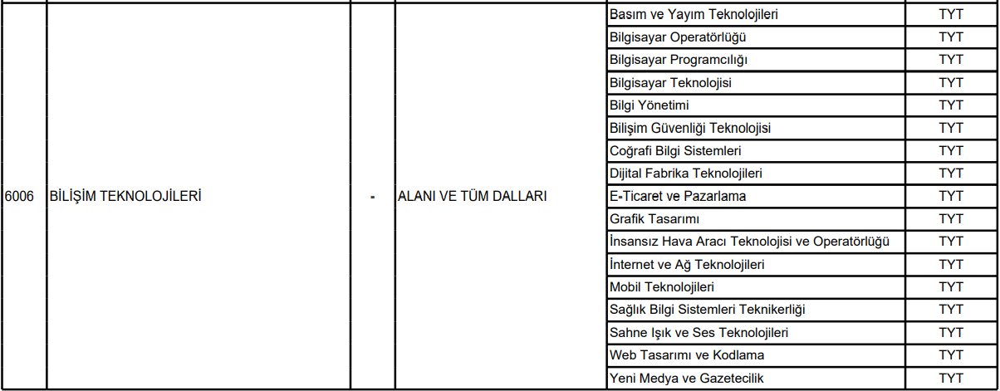 Basım ve Yayım Teknolojileri TYT
Bilgisayar Operatörlüğü TYT
Bilgisayar Programcılığı TYT
Bilgisayar Teknolojisi TYT
Bilgi Yönetimi TYT
Bilişim Güvenliği Teknolojisi TYT
Coğrafi Bilgi Sistemleri TYT
Dijital Fabrika Teknolojileri TYT
6006 BİLİŞİM TEKNOLOJİLERİ - ALANI VE TÜM DALLARI E-Ticaret ve Pazarlama TYT
Grafik Tasarımı TYT
İnsansız Hava Aracı Teknolojisi ve Operatörlüğü TYT
İnternet ve Ağ Teknolojileri TYT
Mobil Teknolojileri TYT
Sağlık Bilgi Sistemleri Teknikerliği TYT
Sahne Işık ve Ses Teknolojileri TYT
Web Tasarımı ve Kodlama TYT
Yeni Medya ve Gazetecilik TYT